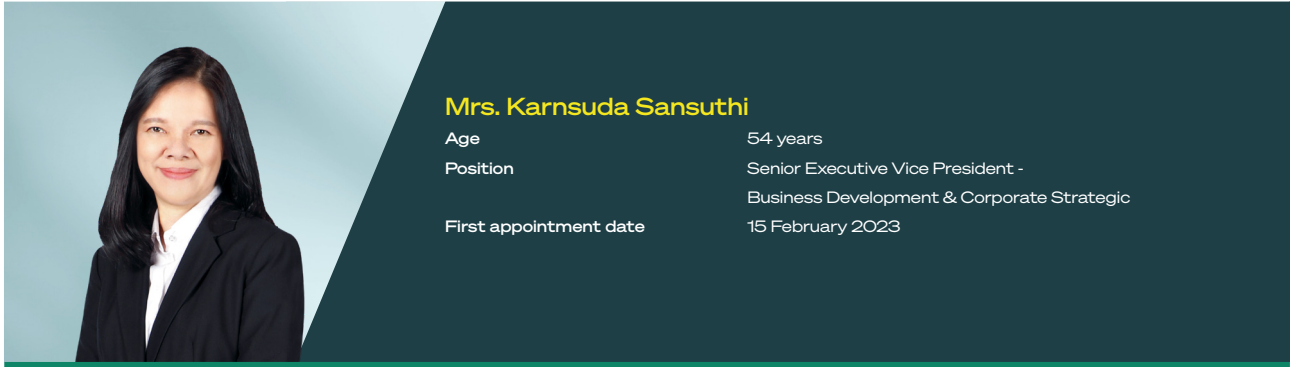 Mrs. Karnsuda Sansuthi
Age 54 years
Position Senior Executive Vice President -
Business Development & Corporate Strategic
First appointment date 15 February 2023